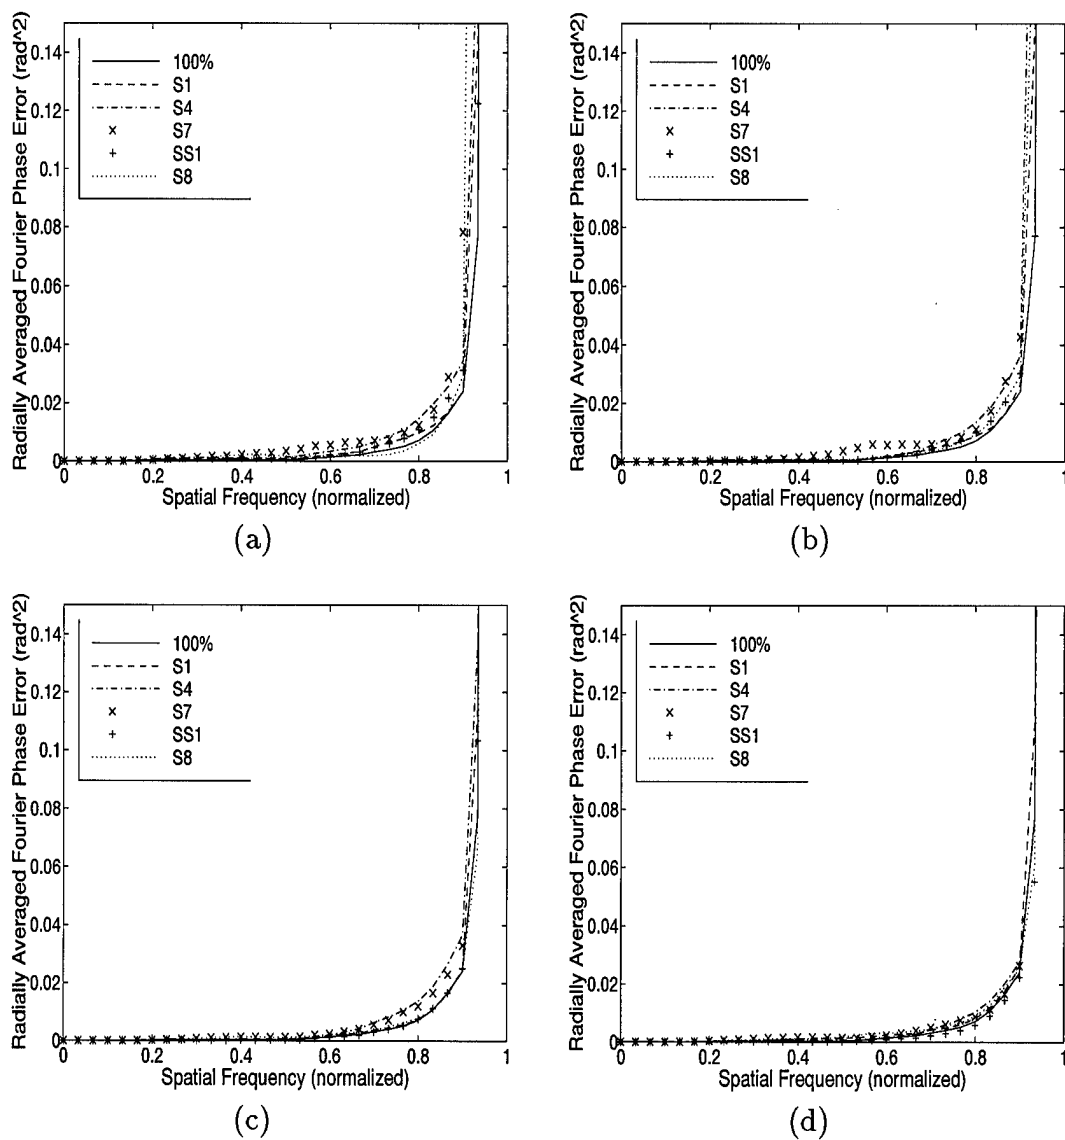 Radially Averaged Fourier Phase Error (rad^2)
0.14
0.12
0.1
0.08
0.06
0.04
0.02
0
100%
S1
S4
S7
SS1
S8
0 0.2 0.4 0.6 0.8 1
Spatial Frequency (normalized)
(a)
Radially Averaged Fourier Phase Error (rad^2)
0.14
0.12
0.1
0.08
0.06
0.04
0.02
0
100%
S1
S4
S7
SS1
S8
0 0.2 0.4 0.6 0.8 1
Spatial Frequency (normalized)
(b)
Radially Averaged Fourier Phase Error (rad^2)
0.14
0.12
0.1
0.08
0.06
0.04
0.02
0
100%
S1
S4
S7
SS1
S8
0 0.2 0.4 0.6 0.8 1
Spatial Frequency (normalized)
(c)
Radially Averaged Fourier Phase Error (rad^2)
0.14
0.12
0.1
0.08
0.06
0.04
0.02
0
100%
S1
S4
S7
SS1
S8
0 0.2 0.4 0.6 0.8 1
Spatial Frequency (normalized)
(d)